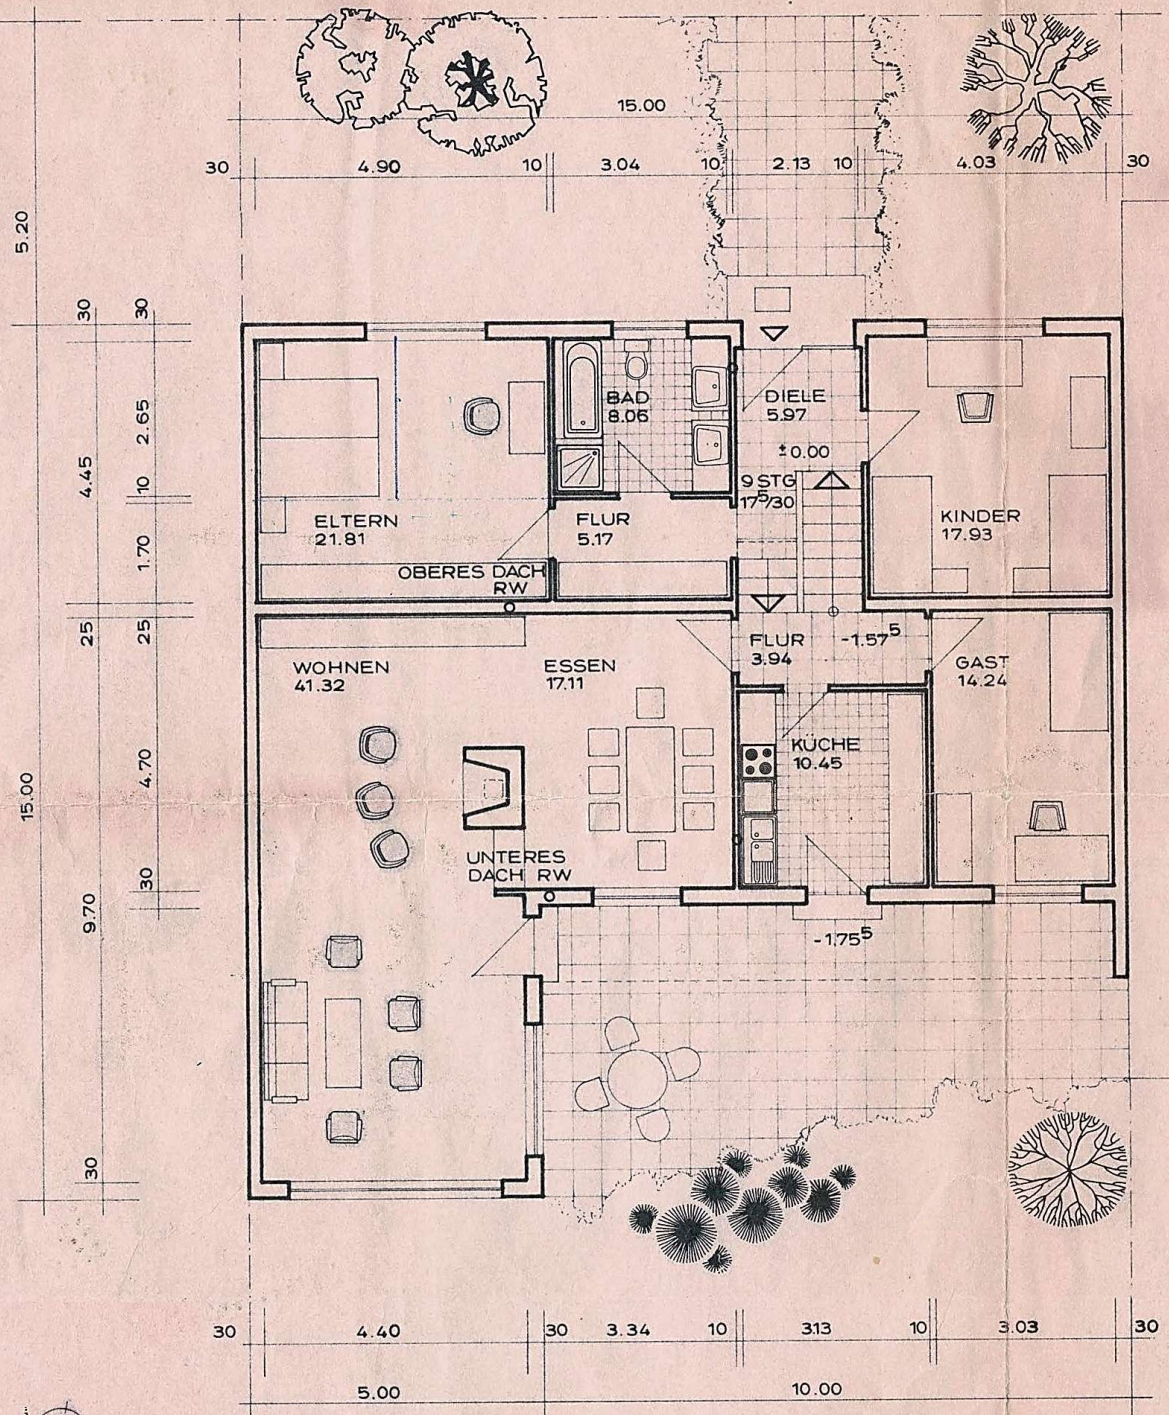 15.00
30 4.90 10 3.04 10 2.13 10 4.03 30
5.20
30 30
BAD
8.06
DIELE
5.97
±0.00
2.65
4.45
10
9 STG
17⁵/30
ELTERN
21.81
FLUR
5.17
KINDER
17.93
1.70
OBERES DACH
RW
25 25
FLUR
3.94
-1.57⁵
WOHNEN
41.32
ESSEN
17.11
GAST
14.24
KÜCHE
10.45
4.70
15.00
UNTERES
DACH RW
30
9.70
-1.75⁵
30
30 4.40 30 3.34 10 3.13 10 3.03 30
5.00 10.00